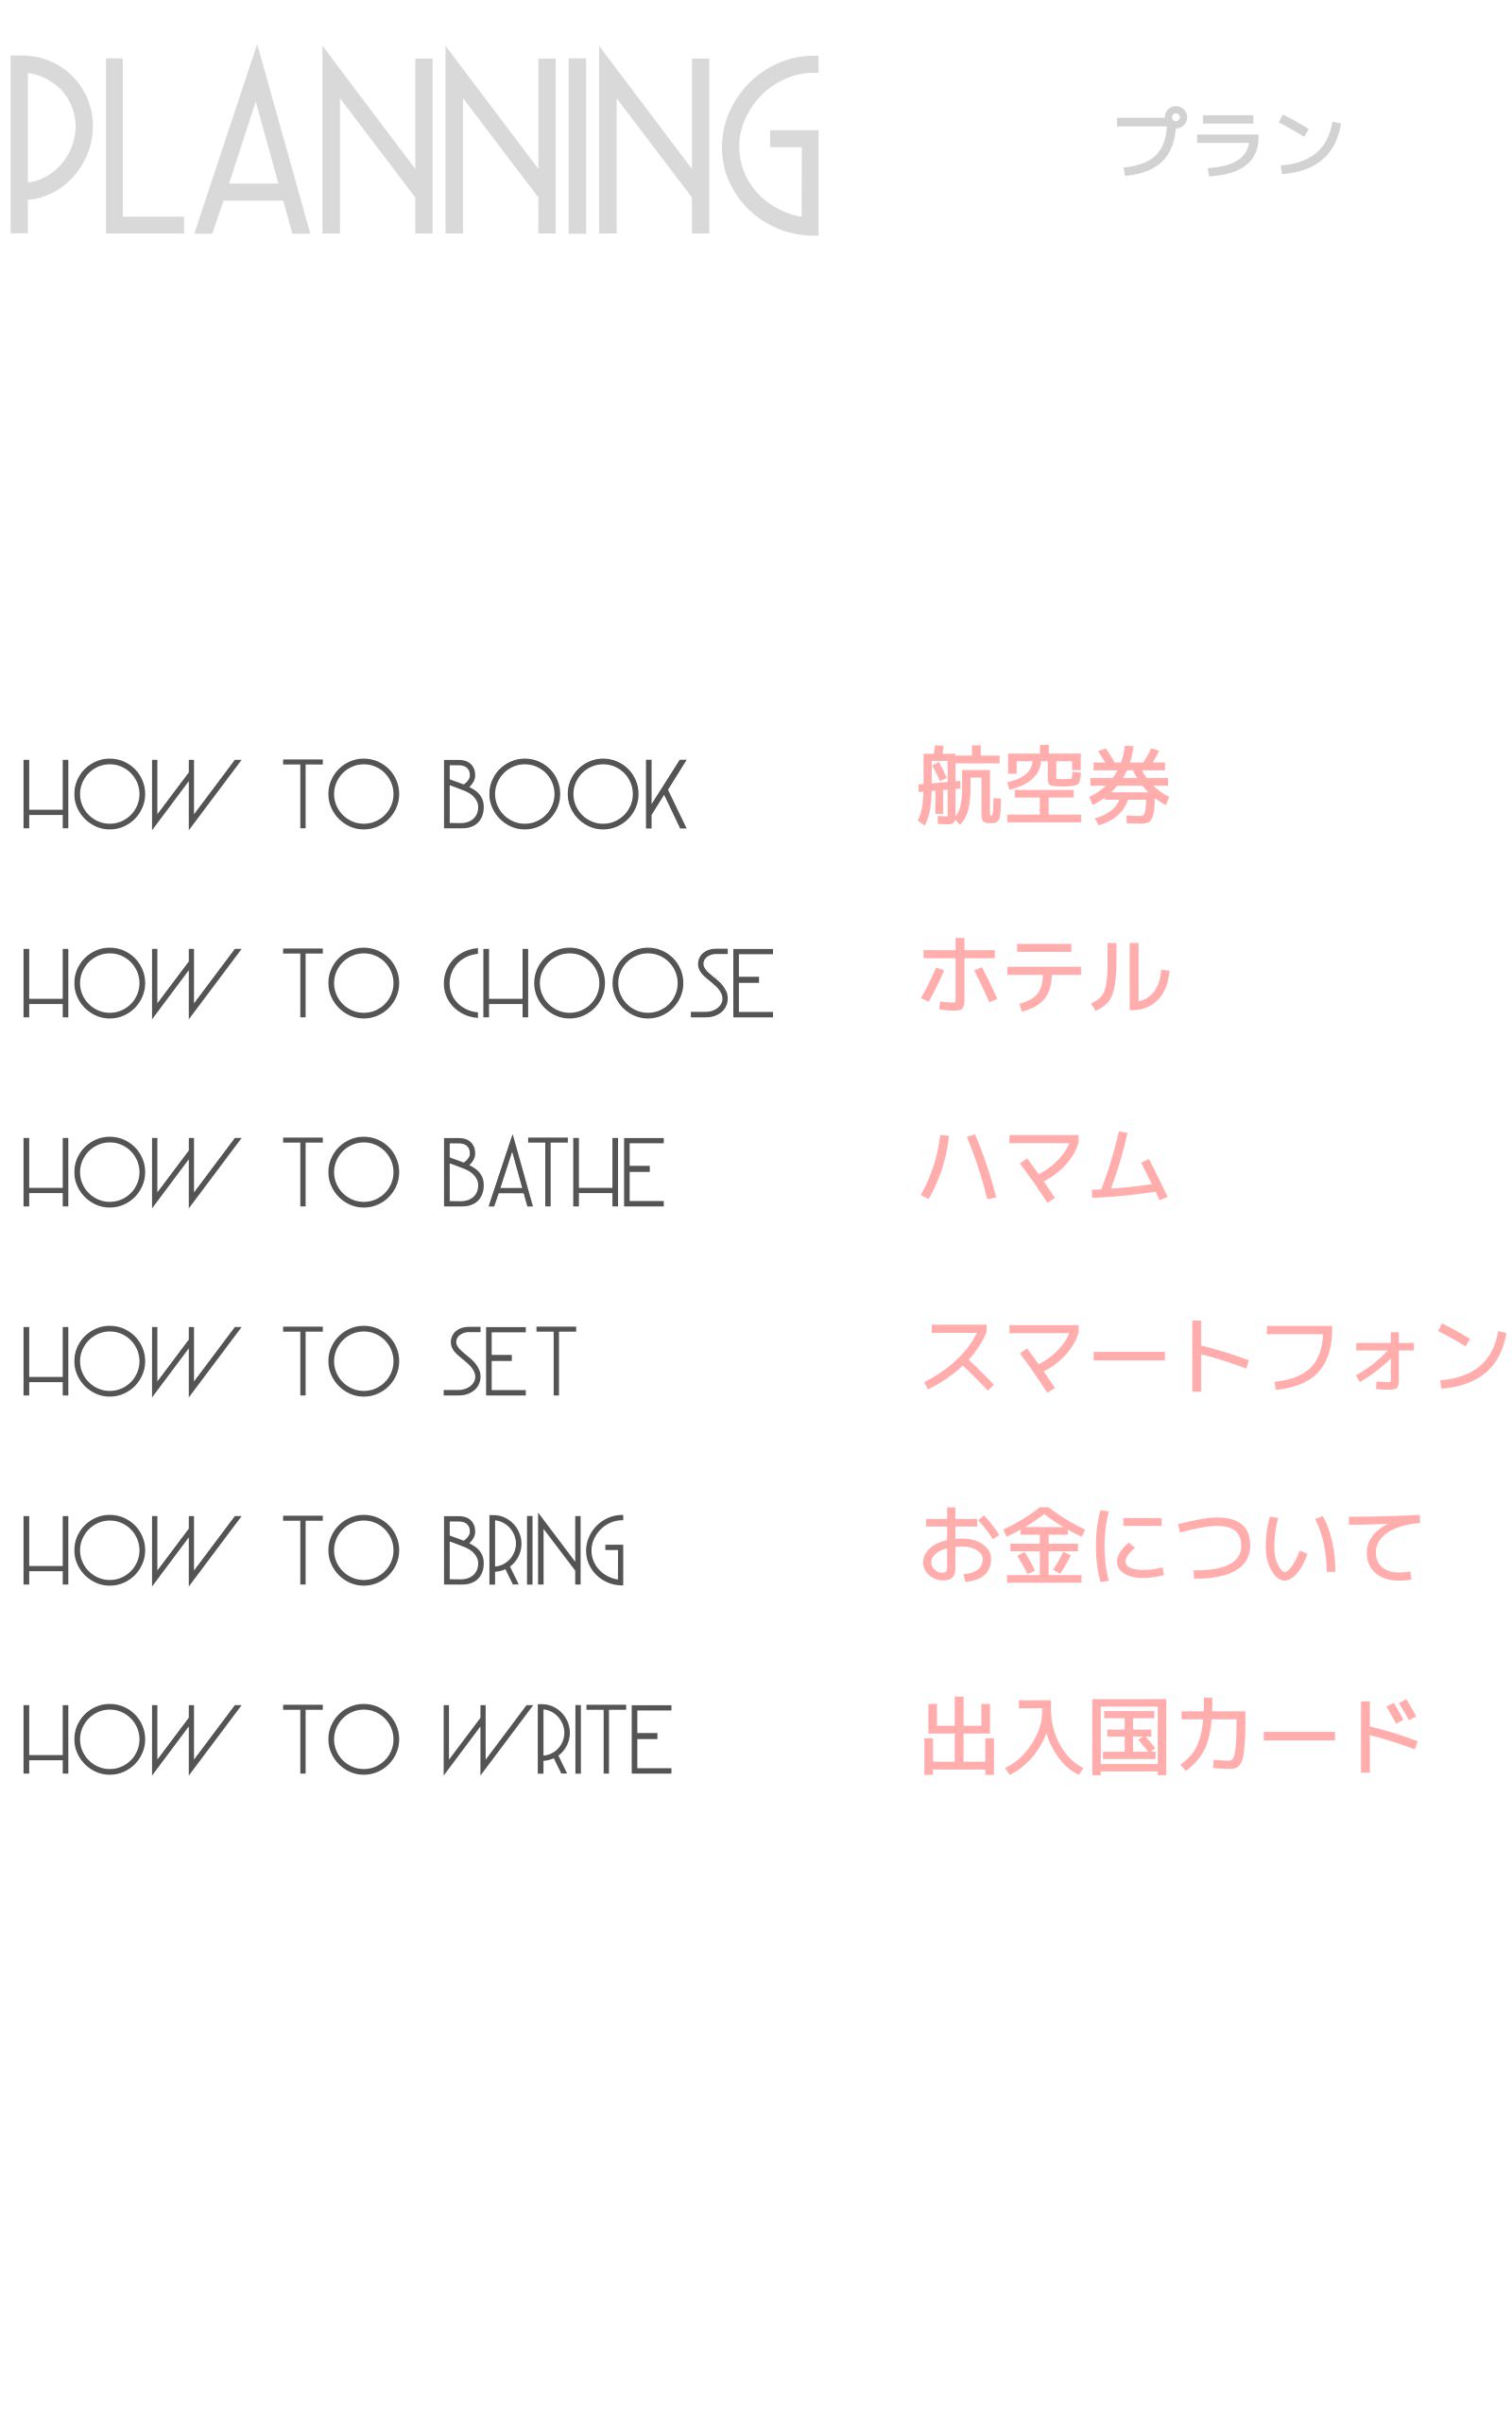 PLANNING プラン
HOW TO BOOK 航空券
HOW TO CHOOSE ホテル
HOW TO BATHE ハマム
HOW TO SET スマートフォン
HOW TO BRING お金について
HOW TO WRITE 出入国カード